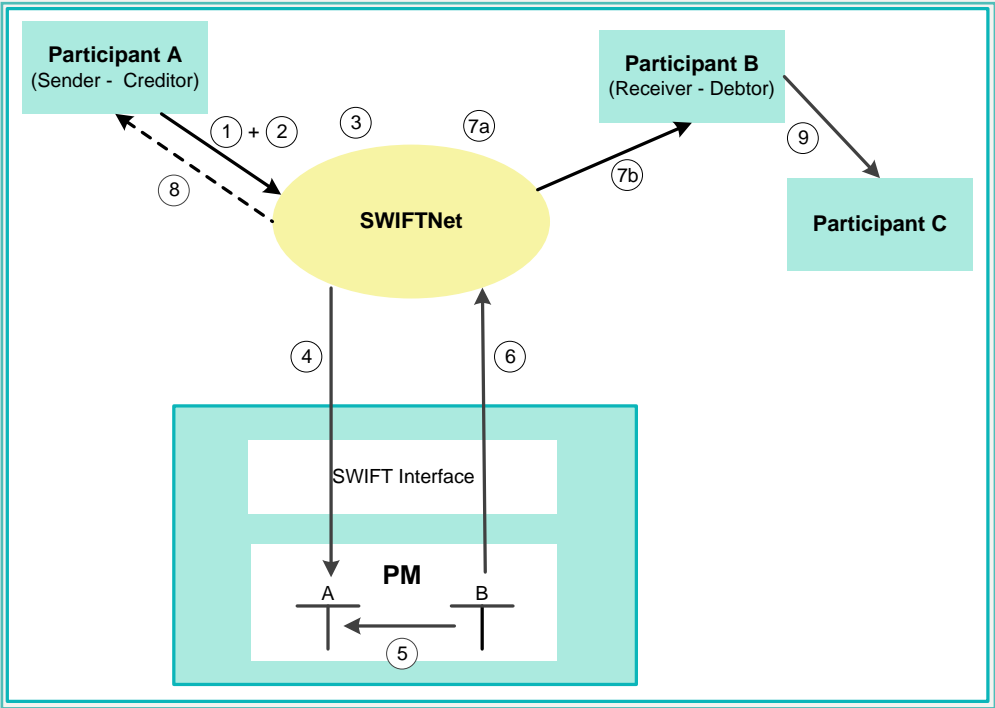 Participant A
(Sender -  Creditor)
Participant B
(Receiver - Debtor)
1 + 2
3
7a
9
8
7b
SWIFTNet
Participant C
4
6
SWIFT Interface
PM
A
B
5